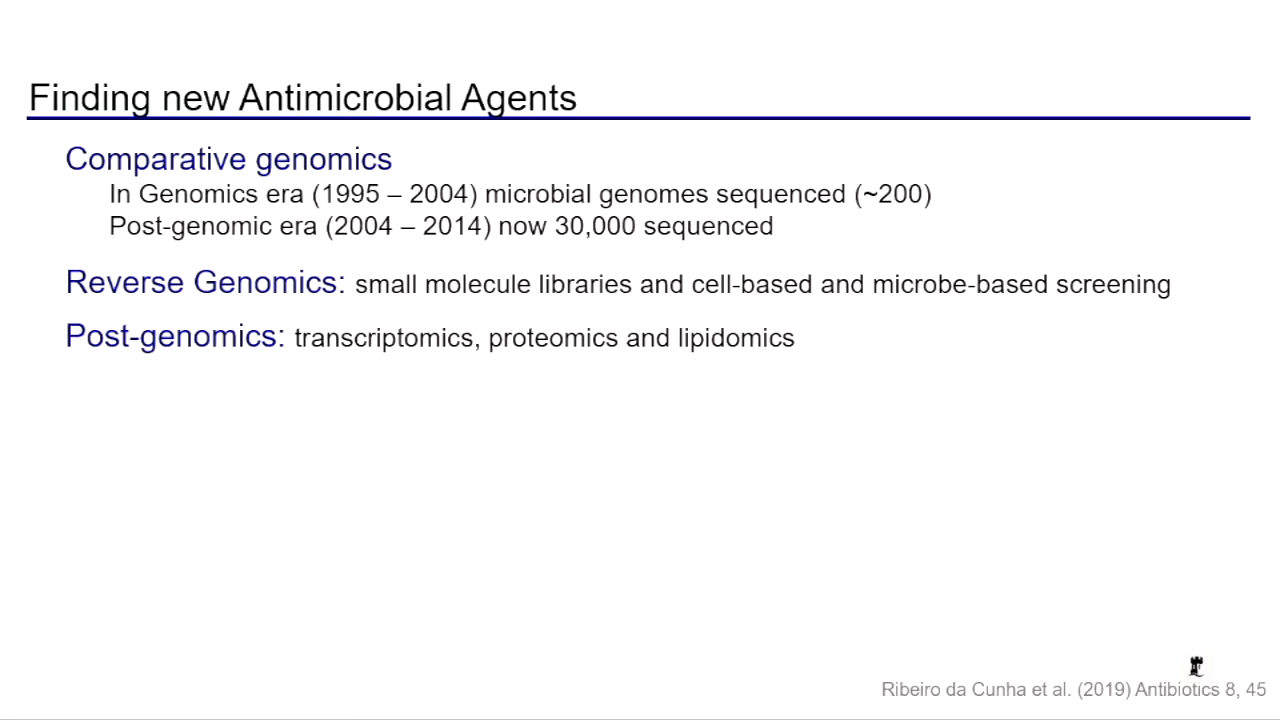 Finding new Antimicrobial Agents
Comparative genomics
In Genomics era (1995 – 2004) microbial genomes sequenced (~200)
Post-genomic era (2004 – 2014) now 30,000 sequenced
Reverse Genomics: small molecule libraries and cell-based and microbe-based screening
Post-genomics: transcriptomics, proteomics and lipidomics
Ribeiro da Cunha et al. (2019) Antibiotics 8, 45